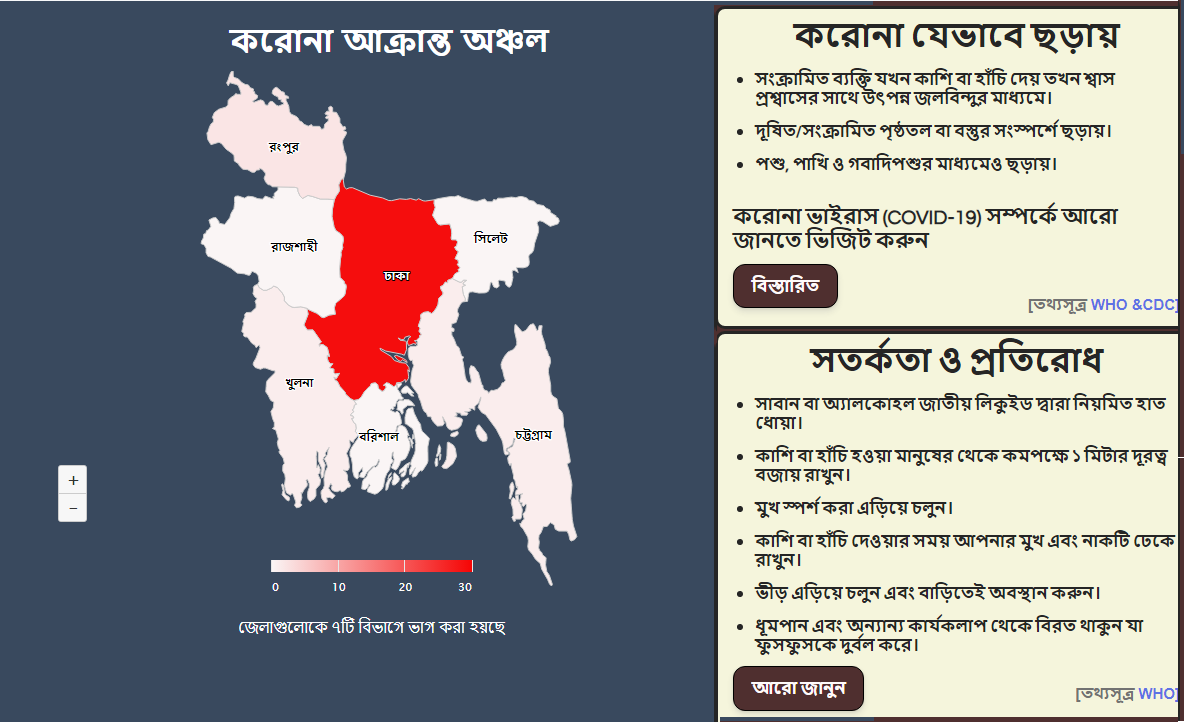 করোনা আক্রান্ত অঞ্চল
রংপুর
রাজশাহী
ঢাকা
সিলেট
খুলনা
বরিশাল
চট্টগ্রাম
+
−
0 10 20 30
জেলাগুলোকে ৭টি বিভাগে ভাগ করা হয়ছে
করোনা যেভাবে ছড়ায়
• সংক্রামিত ব্যক্তি যখন কাশি বা হাঁচি দেয় তখন শ্বাস
প্রশ্বাসের সাথে উৎপন্ন জলবিন্দুর মাধ্যমে।
• দূষিত/সংক্রামিত পৃষ্ঠতল বা বস্তুর সংস্পর্শে ছড়ায়।
• পশু, পাখি ও গবাদিপশুর মাধ্যমেও ছড়ায়।
করোনা ভাইরাস (COVID-19) সম্পর্কে আরো
জানতে ভিজিট করুন
বিস্তারিত
[তথ্যসূত্র WHO &CDC]
সতর্কতা ও প্রতিরোধ
• সাবান বা অ্যালকোহল জাতীয় লিকুইড দ্বারা নিয়মিত হাত
ধোয়া।
• কাশি বা হাঁচি হওয়া মানুষের থেকে কমপক্ষে ১ মিটার দূরত্ব
বজায় রাখুন।
• মুখ স্পর্শ করা এড়িয়ে চলুন।
• কাশি বা হাঁচি দেওয়ার সময় আপনার মুখ এবং নাকটি ঢেকে
রাখুন।
• ভীড় এড়িয়ে চলুন এবং বাড়িতেই অবস্থান করুন।
• ধূমপান এবং অন্যান্য কার্যকলাপ থেকে বিরত থাকুন যা
ফুসফুসকে দুর্বল করে।
আরো জানুন
[তথ্যসূত্র WHO]